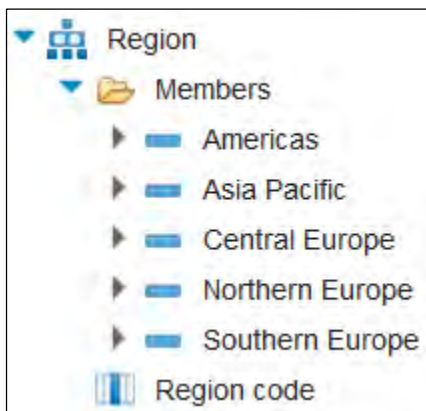 Region
Members
Americas
Asia Pacific
Central Europe
Northern Europe
Southern Europe
Region code